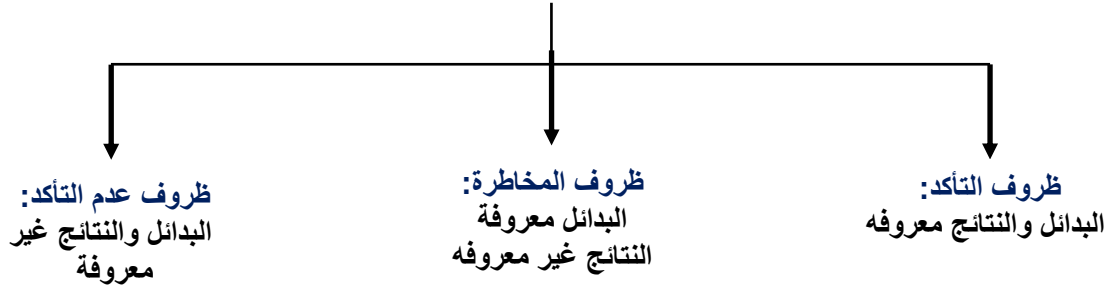 ظروف التأكد:
البدائل والنتائج معروفه
ظروف المخاطرة:
البدائل معروفة
النتائج غير معروفه
ظروف عدم التأكد:
البدائل والنتائج غير
معروفة